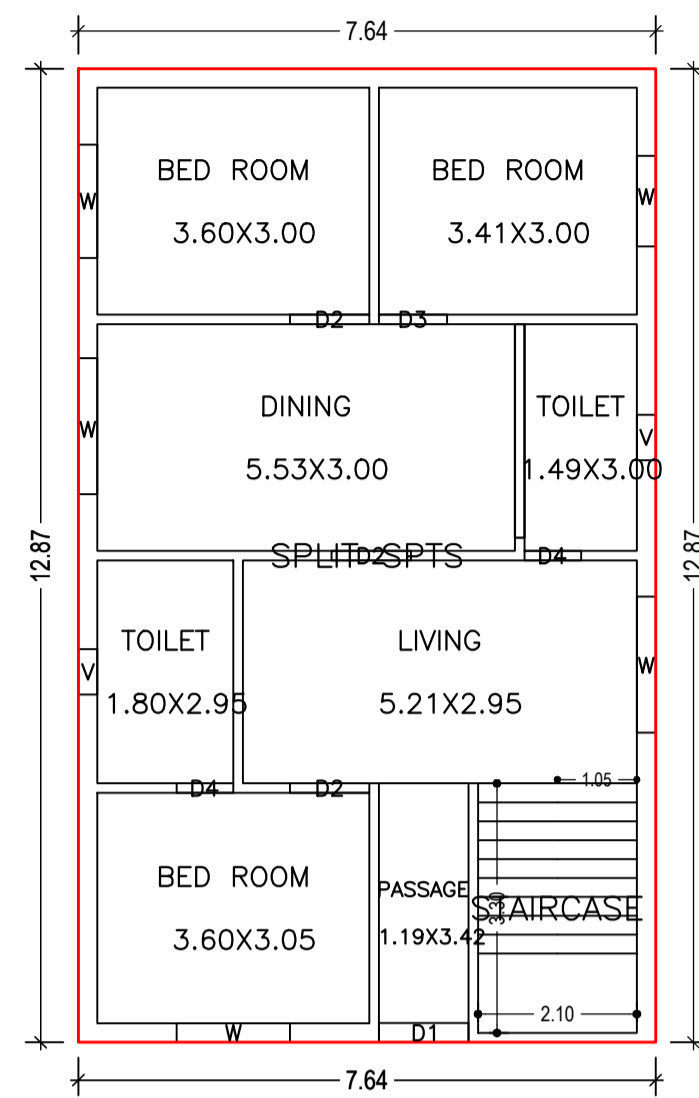 7.64
BED ROOM
3.60X3.00
BED ROOM
3.41X3.00
W
W
D2
D3
DINING
5.53X3.00
TOILET
1.49X3.00
W
V
12.87
12.87
SPLIT SPTS
D2
D4
TOILET
1.80X2.95
LIVING
5.21X2.95
V
W
D4
D2
1.05
BED ROOM
3.60X3.05
PASSAGE
1.19X3.42
3.30
STAIRCASE
2.10
W
D1
7.64